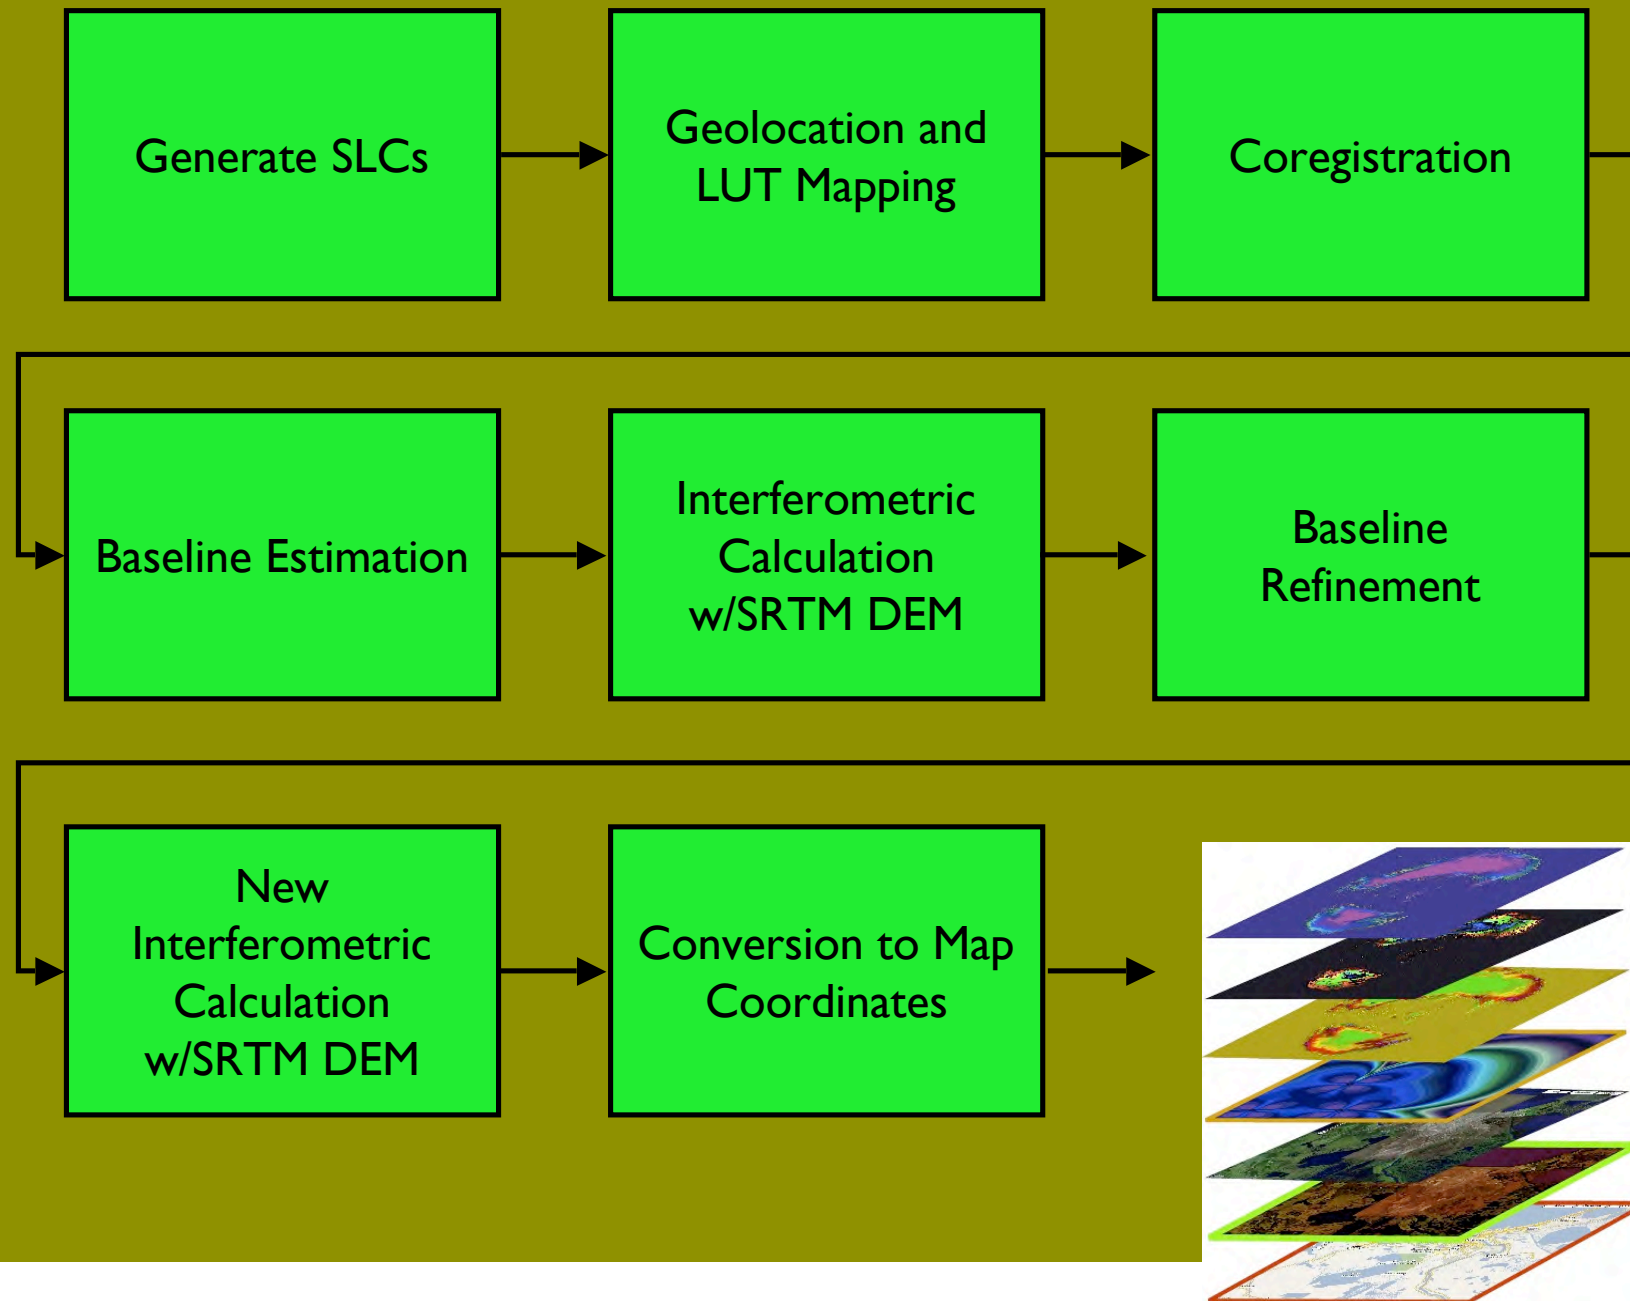 Generate SLCs
Geolocation and
LUT Mapping
Coregistration
Baseline Estimation
Interferometric
Calculation
w/SRTM DEM
Baseline
Refinement
New
Interferometric
Calculation
w/SRTM DEM
Conversion to Map
Coordinates